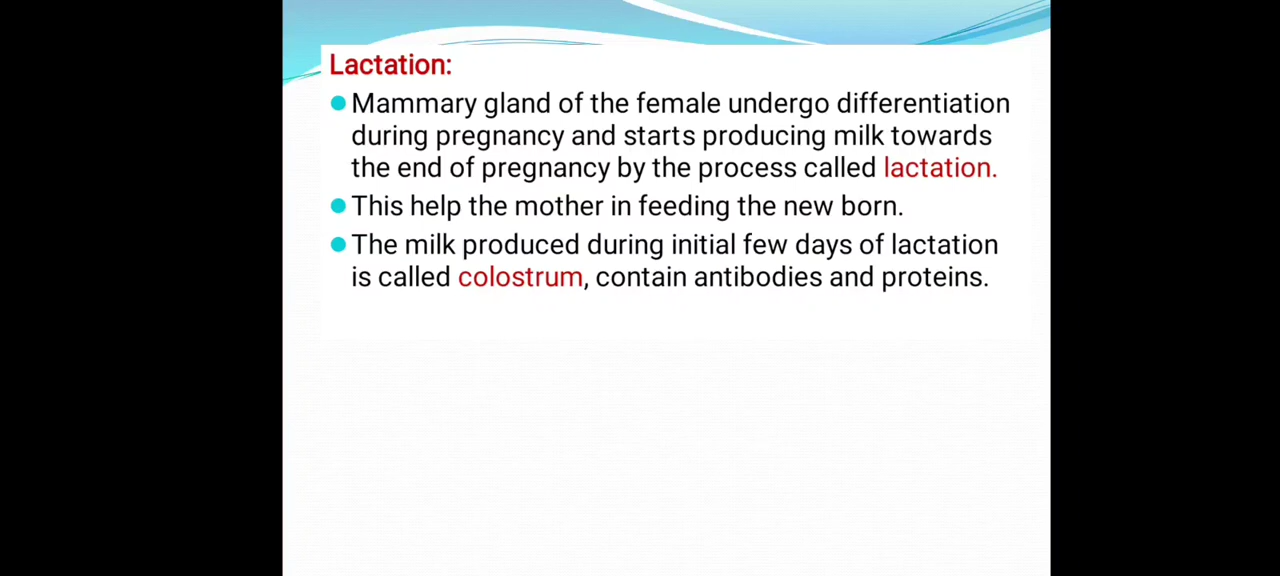 Lactation:
Mammary gland of the female undergo differentiation
during pregnancy and starts producing milk towards
the end of pregnancy by the process called lactation.
This help the mother in feeding the new born.
The milk produced during initial few days of lactation
is called colostrum, contain antibodies and proteins.